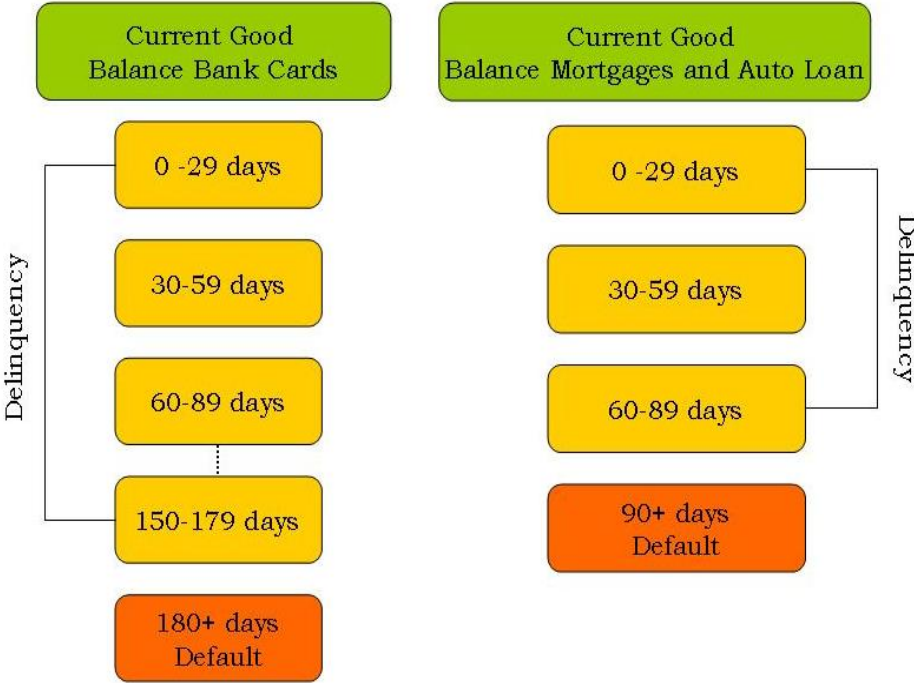 Current Good
Balance Bank Cards
0 -29 days
30-59 days
60-89 days
150-179 days
180+ days
Default
Delinquency
Current Good
Balance Mortgages and Auto Loan
0 -29 days
30-59 days
60-89 days
90+ days
Default
Delinquency